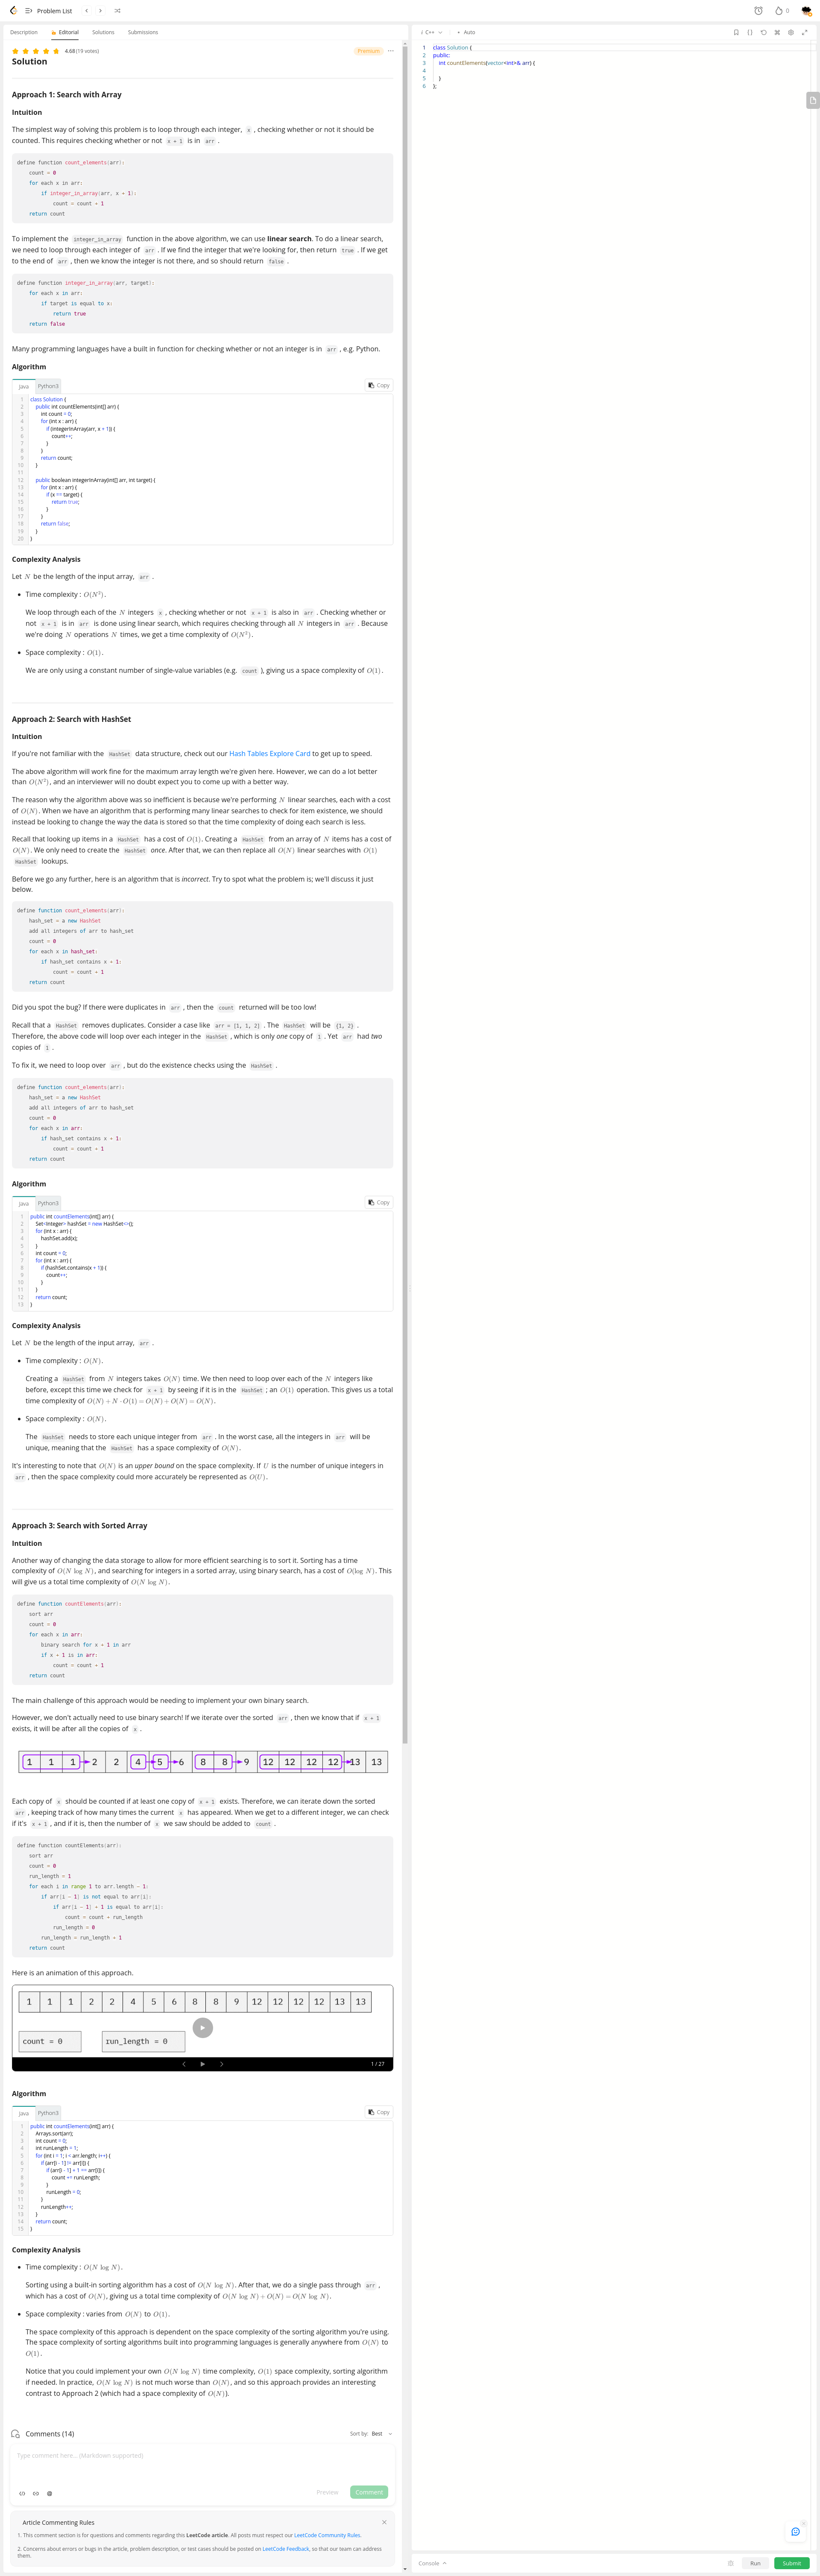 Problem List
0
Description
Editorial
Solutions
Submissions
4.68 (19 votes)
Premium
Solution
Approach 1: Search with Array
Intuition
The simplest way of solving this problem is to loop through each integer, x , checking whether or not it should be
counted. This requires checking whether or not x + 1 is in arr .
define function count_elements(arr):
count = 0
for each x in arr:
if integer_in_array(arr, x + 1):
count = count + 1
return count
To implement the integer_in_array function in the above algorithm, we can use linear search. To do a linear search,
we need to loop through each integer of arr . If we find the integer that we're looking for, then return true . If we get
to the end of arr , then we know the integer is not there, and so should return false .
define function integer_in_array(arr, target):
for each x in arr:
if target is equal to x:
return true
return false
Many programming languages have a built in function for checking whether or not an integer is in arr , e.g. Python.
Algorithm
Java
Python3
Copy
1 class Solution {
2 public int countElements(int[] arr) {
3 int count = 0;
4 for (int x : arr) {
5 if (integerInArray(arr, x + 1)) {
6 count++;
7 }
8 }
9 return count;
10 }
11
12 public boolean integerInArray(int[] arr, int target) {
13 for (int x : arr) {
14 if (x == target) {
15 return true;
16 }
17 }
18 return false;
19 }
20 }
Complexity Analysis
Let N be the length of the input array, arr .
• Time complexity : O(N²).
We loop through each of the N integers x , checking whether or not x + 1 is also in arr . Checking whether or
not x + 1 is in arr is done using linear search, which requires checking through all N integers in arr . Because
we're doing N operations N times, we get a time complexity of O(N²).
• Space complexity : O(1).
We are only using a constant number of single-value variables (e.g. count ), giving us a space complexity of O(1).
Approach 2: Search with HashSet
Intuition
If you're not familiar with the HashSet data structure, check out our Hash Tables Explore Card to get up to speed.
The above algorithm will work fine for the maximum array length we're given here. However, we can do a lot better
than O(N²), and an interviewer will no doubt expect you to come up with a better way.
The reason why the algorithm above was so inefficient is because we're performing N linear searches, each with a cost
of O(N). When we have an algorithm that is performing many linear searches to check for item existence, we should
instead be looking to change the way the data is stored so that the time complexity of doing each search is less.
Recall that looking up items in a HashSet has a cost of O(1). Creating a HashSet from an array of N items has a cost of
O(N). We only need to create the HashSet once. After that, we can then replace all O(N) linear searches with O(1)
HashSet lookups.
Before we go any further, here is an algorithm that is incorrect. Try to spot what the problem is; we'll discuss it just
below.
define function count_elements(arr):
hash_set = a new HashSet
add all integers of arr to hash_set
count = 0
for each x in hash_set:
if hash_set contains x + 1:
count = count + 1
return count
Did you spot the bug? If there were duplicates in arr , then the count returned will be too low!
Recall that a HashSet removes duplicates. Consider a case like arr = [1, 1, 2] . The HashSet will be {1, 2} .
Therefore, the above code will loop over each integer in the HashSet , which is only one copy of 1 . Yet arr had two
copies of 1 .
To fix it, we need to loop over arr , but do the existence checks using the HashSet .
define function count_elements(arr):
hash_set = a new HashSet
add all integers of arr to hash_set
count = 0
for each x in arr:
if hash_set contains x + 1:
count = count + 1
return count
Algorithm
Java
Python3
Copy
1 public int countElements(int[] arr) {
2 Set<Integer> hashSet = new HashSet<>();
3 for (int x : arr) {
4 hashSet.add(x);
5 }
6 int count = 0;
7 for (int x : arr) {
8 if (hashSet.contains(x + 1)) {
9 count++;
10 }
11 }
12 return count;
13 }
Complexity Analysis
Let N be the length of the input array, arr .
• Time complexity : O(N).
Creating a HashSet from N integers takes O(N) time. We then need to loop over each of the N integers like
before, except this time we check for x + 1 by seeing if it is in the HashSet ; an O(1) operation. This gives us a total
time complexity of O(N) + N · O(1) = O(N) + O(N) = O(N).
• Space complexity : O(N).
The HashSet needs to store each unique integer from arr . In the worst case, all the integers in arr will be
unique, meaning that the HashSet has a space complexity of O(N).
It's interesting to note that O(N) is an upper bound on the space complexity. If U is the number of unique integers in
arr , then the space complexity could more accurately be represented as O(U).
Approach 3: Search with Sorted Array
Intuition
Another way of changing the data storage to allow for more efficient searching is to sort it. Sorting has a time
complexity of O(N log N), and searching for integers in a sorted array, using binary search, has a cost of O(log N). This
will give us a total time complexity of O(N log N).
define function countElements(arr):
sort arr
count = 0
for each x in arr:
binary search for x + 1 in arr
if x + 1 is in arr:
count = count + 1
return count
The main challenge of this approach would be needing to implement your own binary search.
However, we don't actually need to use binary search! If we iterate over the sorted arr , then we know that if x + 1
exists, it will be after all the copies of x .
1 1 1 2 2 4 5 6 8 8 9 12 12 12 12 13 13
Each copy of x should be counted if at least one copy of x + 1 exists. Therefore, we can iterate down the sorted
arr , keeping track of how many times the current x has appeared. When we get to a different integer, we can check
if it's x + 1 , and if it is, then the number of x we saw should be added to count .
define function countElements(arr):
sort arr
count = 0
run_length = 1
for each i in range 1 to arr.length - 1:
if arr[i - 1] is not equal to arr[i]:
if arr[i - 1] + 1 is equal to arr[i]:
count = count + run_length
run_length = 0
run_length = run_length + 1
return count
Here is an animation of this approach.
1 1 1 2 2 4 5 6 8 8 9 12 12 12 12 13 13
count = 0
run_length = 0
1 / 27
Algorithm
Java
Python3
Copy
1 public int countElements(int[] arr) {
2 Arrays.sort(arr);
3 int count = 0;
4 int runLength = 1;
5 for (int i = 1; i < arr.length; i++) {
6 if (arr[i - 1] != arr[i]) {
7 if (arr[i - 1] + 1 == arr[i]) {
8 count += runLength;
9 }
10 runLength = 0;
11 }
12 runLength++;
13 }
14 return count;
15 }
Complexity Analysis
• Time complexity : O(N log N).
Sorting using a built-in sorting algorithm has a cost of O(N log N). After that, we do a single pass through arr ,
which has a cost of O(N), giving us a total time complexity of O(N log N) + O(N) = O(N log N).
• Space complexity : varies from O(N) to O(1).
The space complexity of this approach is dependent on the space complexity of the sorting algorithm you're using.
The space complexity of sorting algorithms built into programming languages is generally anywhere from O(N) to
O(1).
Notice that you could implement your own O(N log N) time complexity, O(1) space complexity, sorting algorithm
if needed. In practice, O(N log N) is not much worse than O(N), and so this approach provides an interesting
contrast to Approach 2 (which had a space complexity of O(N)).
Comments (14)
Sort by: Best
Type comment here... (Markdown supported)
Preview
Comment
Article Commenting Rules
1. This comment section is for questions and comments regarding this LeetCode article. All posts must respect our LeetCode Community Rules.
2. Concerns about errors or bugs in the article, problem description, or test cases should be posted on LeetCode Feedback, so that our team can address
them.
i C++
Auto
1 class Solution {
2 public:
3 int countElements(vector<int>& arr) {
4
5 }
6 };
Console
Run
Submit